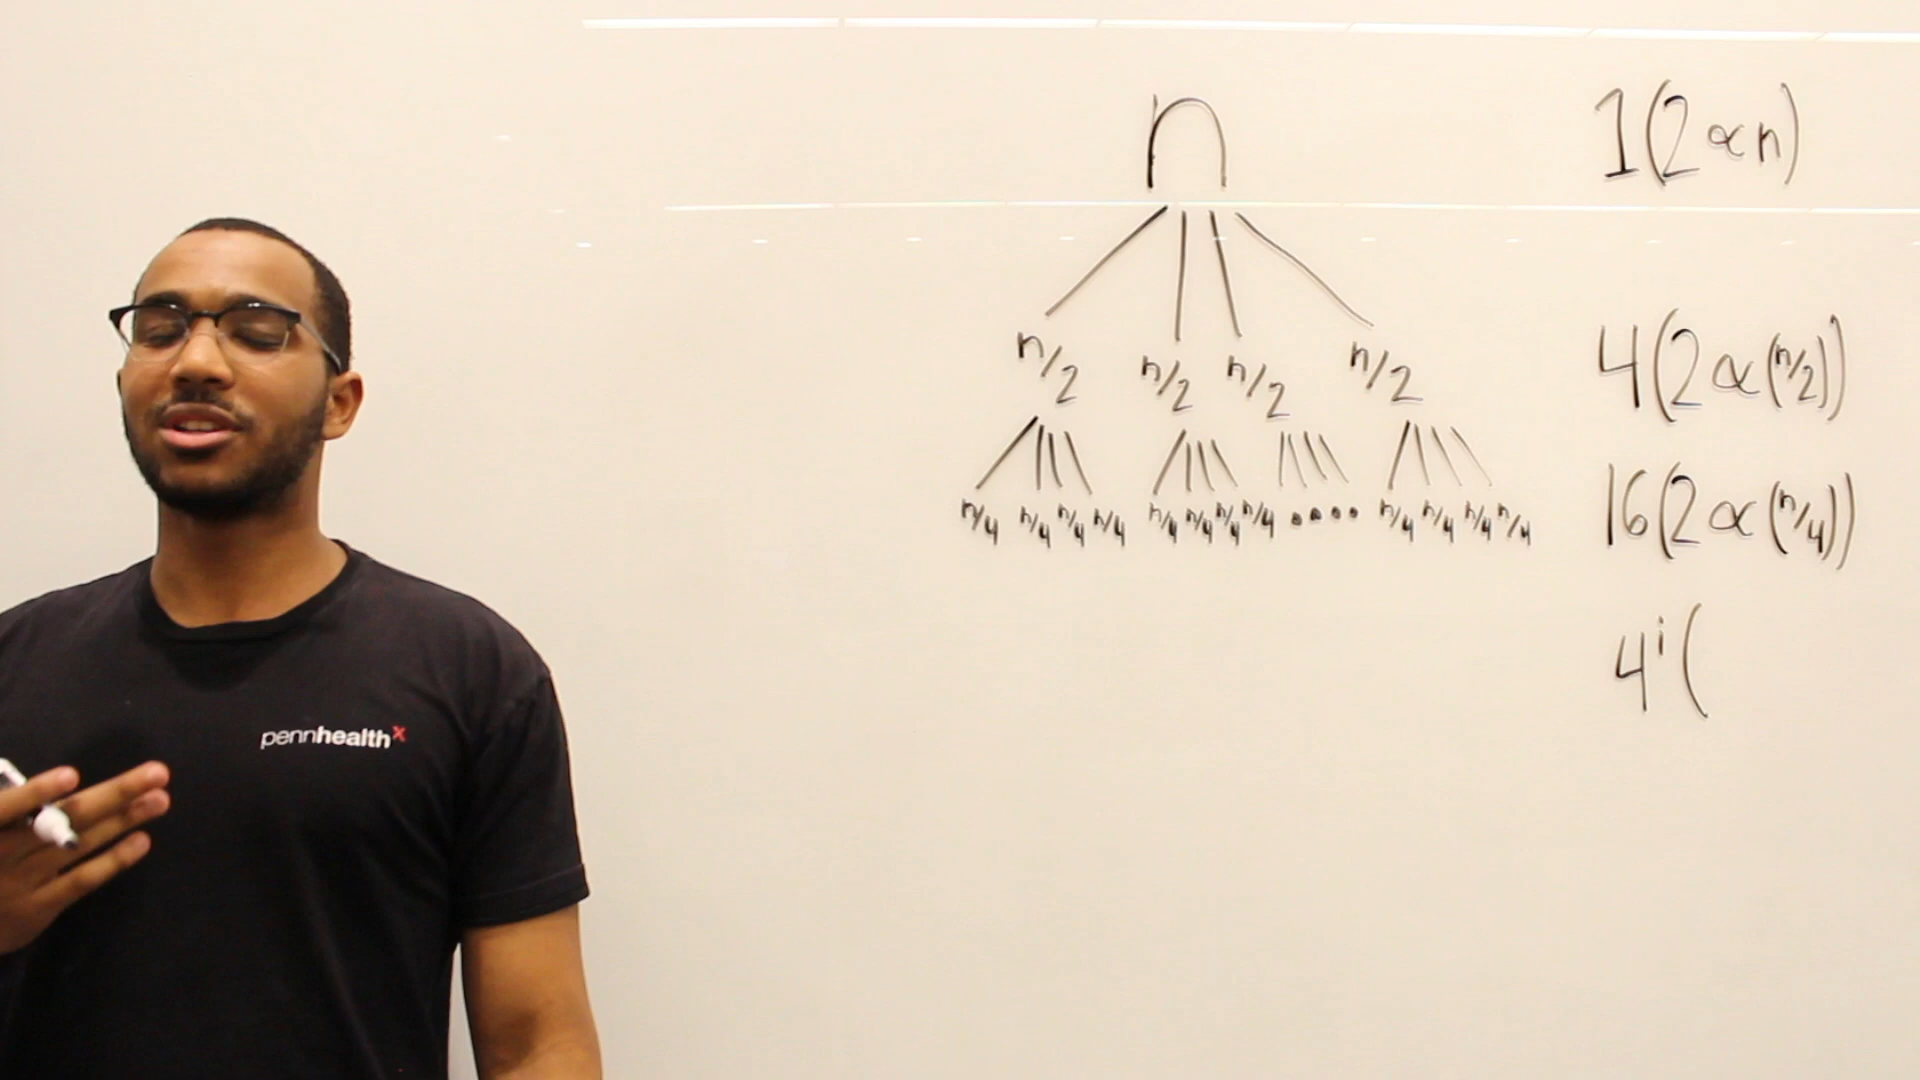 n
1(2∝n)
n/2 n/2 n/2 n/2
4(2∝(n/2))
n/4 n/4 n/4 n/4 n/4 n/4 n/4 n/4 •••• n/4 n/4 n/4 n/4
16(2∝(n/4))
4ⁱ(
pennhealthx